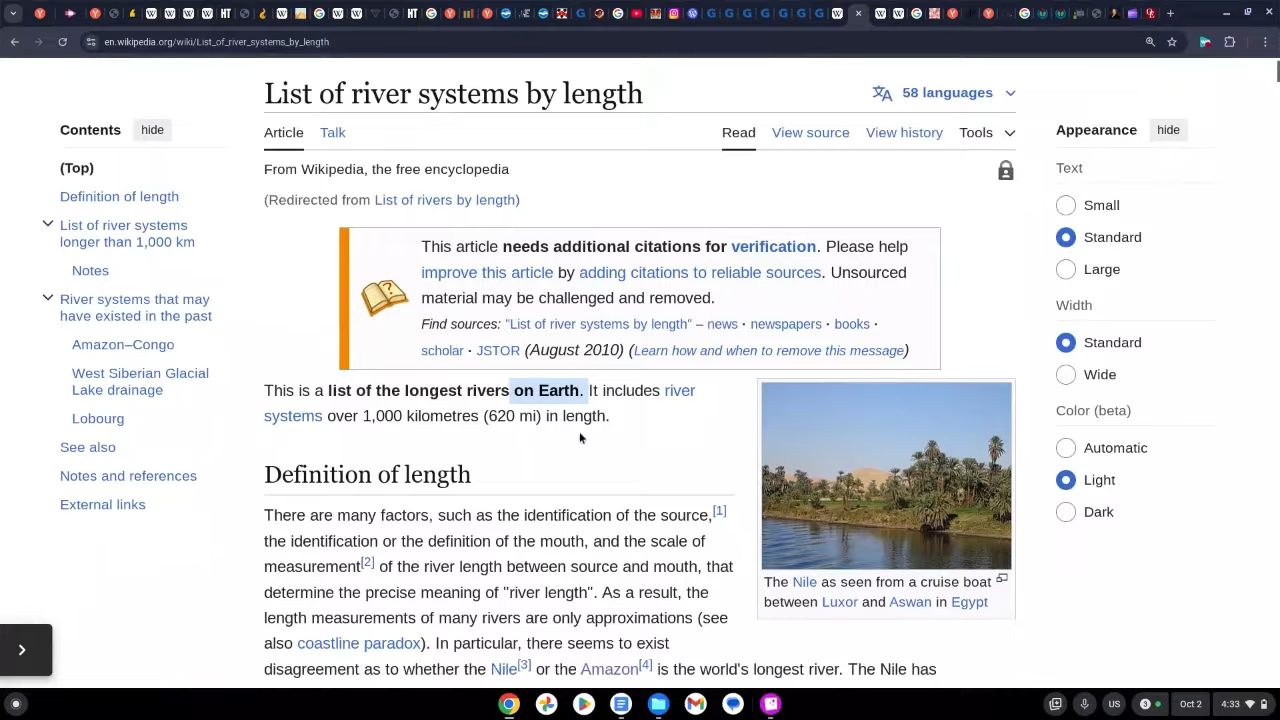 en.wikipedia.org/wiki/List_of_river_systems_by_length
List of river systems by length
58 languages
Article Talk Read View source View history Tools
From Wikipedia, the free encyclopedia
(Redirected from List of rivers by length)
Contents hide
(Top)
Definition of length
List of river systems
longer than 1,000 km
Notes
River systems that may
have existed in the past
Amazon–Congo
West Siberian Glacial
Lake drainage
Lobourg
See also
Notes and references
External links
This article needs additional citations for verification. Please help
improve this article by adding citations to reliable sources. Unsourced
material may be challenged and removed.
Find sources: "List of river systems by length" – news · newspapers · books ·
scholar · JSTOR (August 2010) (Learn how and when to remove this message)
This is a list of the longest rivers on Earth. It includes river
systems over 1,000 kilometres (620 mi) in length.
Definition of length
There are many factors, such as the identification of the source,[1]
the identification or the definition of the mouth, and the scale of
measurement[2] of the river length between source and mouth, that
determine the precise meaning of "river length". As a result, the
length measurements of many rivers are only approximations (see
also coastline paradox). In particular, there seems to exist
disagreement as to whether the Nile[3] or the Amazon[4] is the world's longest river. The Nile has
The Nile as seen from a cruise boat
between Luxor and Aswan in Egypt
Appearance hide
Text
Small
Standard
Large
Width
Standard
Wide
Color (beta)
Automatic
Light
Dark
US 3 Oct 2 4:33